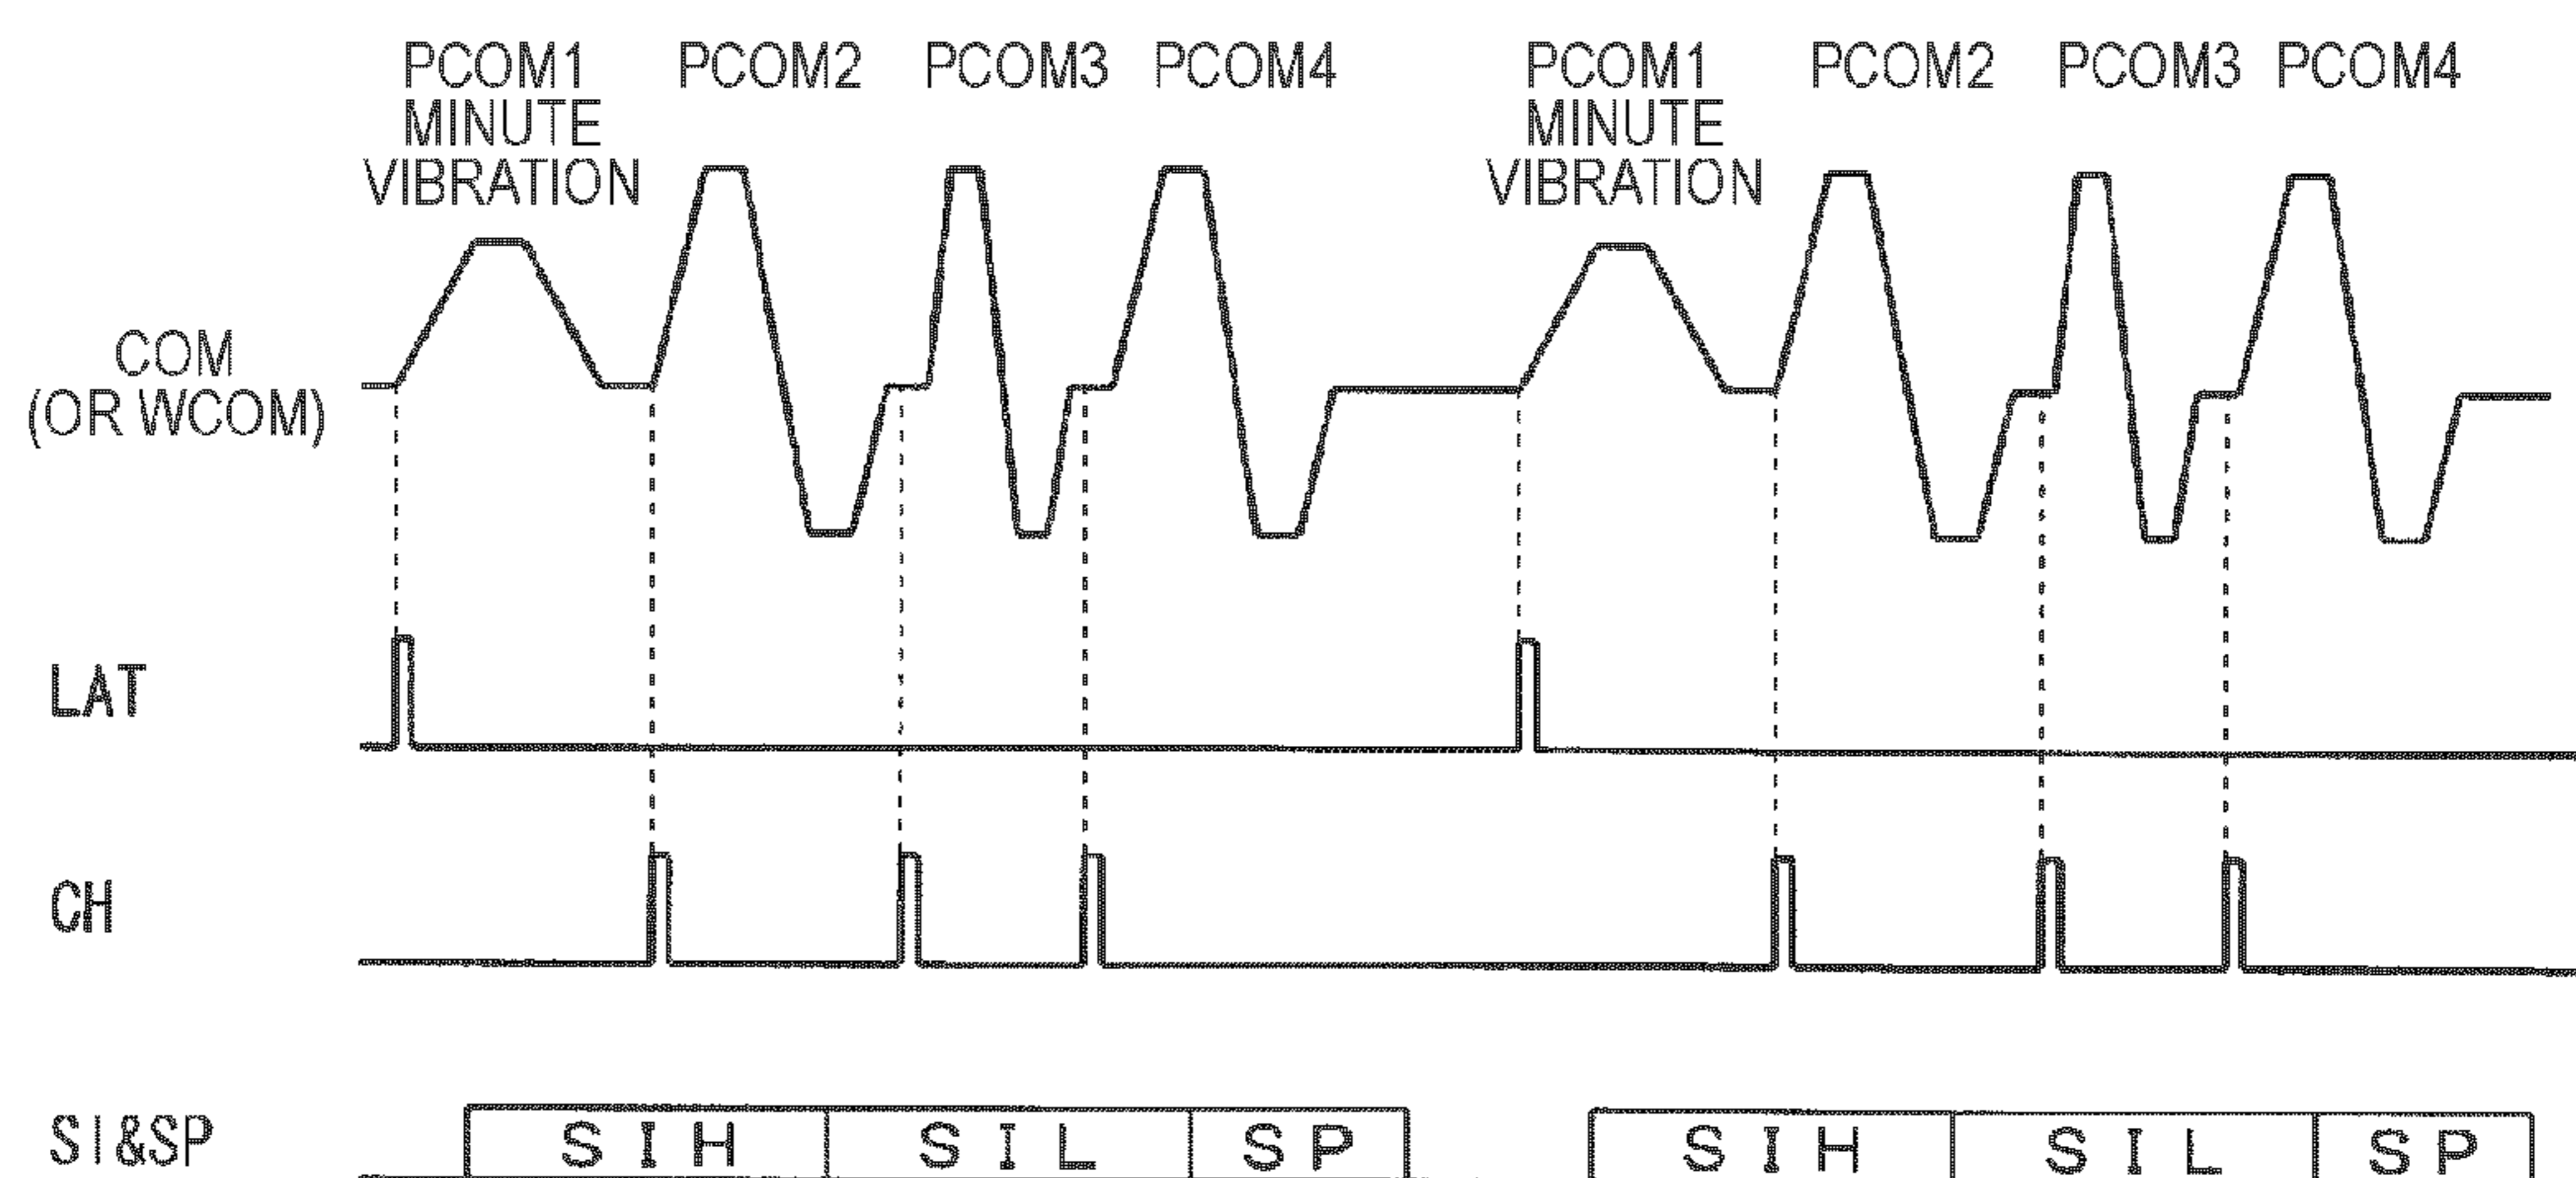 PCOM1 PCOM2 PCOM3 PCOM4 PCOM1 PCOM2 PCOM3 PCOM4
MINUTE MINUTE
VIBRATION VIBRATION
COM
(OR WCOM)
LAT
CH
SI&SP SIH SIL SP SIH SIL SP